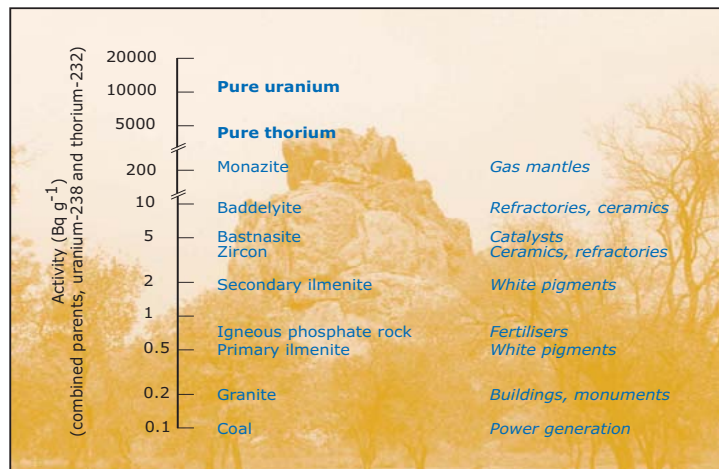 Activity (Bq g-1)
(combined parents, uranium-238 and thorium-232)
20000
10000 Pure uranium
5000 Pure thorium
200 Monazite Gas mantles
10 Baddelyite Refractories, ceramics
5 Bastnasite Catalysts
Zircon Ceramics, refractories
2 Secondary ilmenite White pigments
1
Igneous phosphate rock Fertilisers
0.5 Primary ilmenite White pigments
0.2 Granite Buildings, monuments
0.1 Coal Power generation